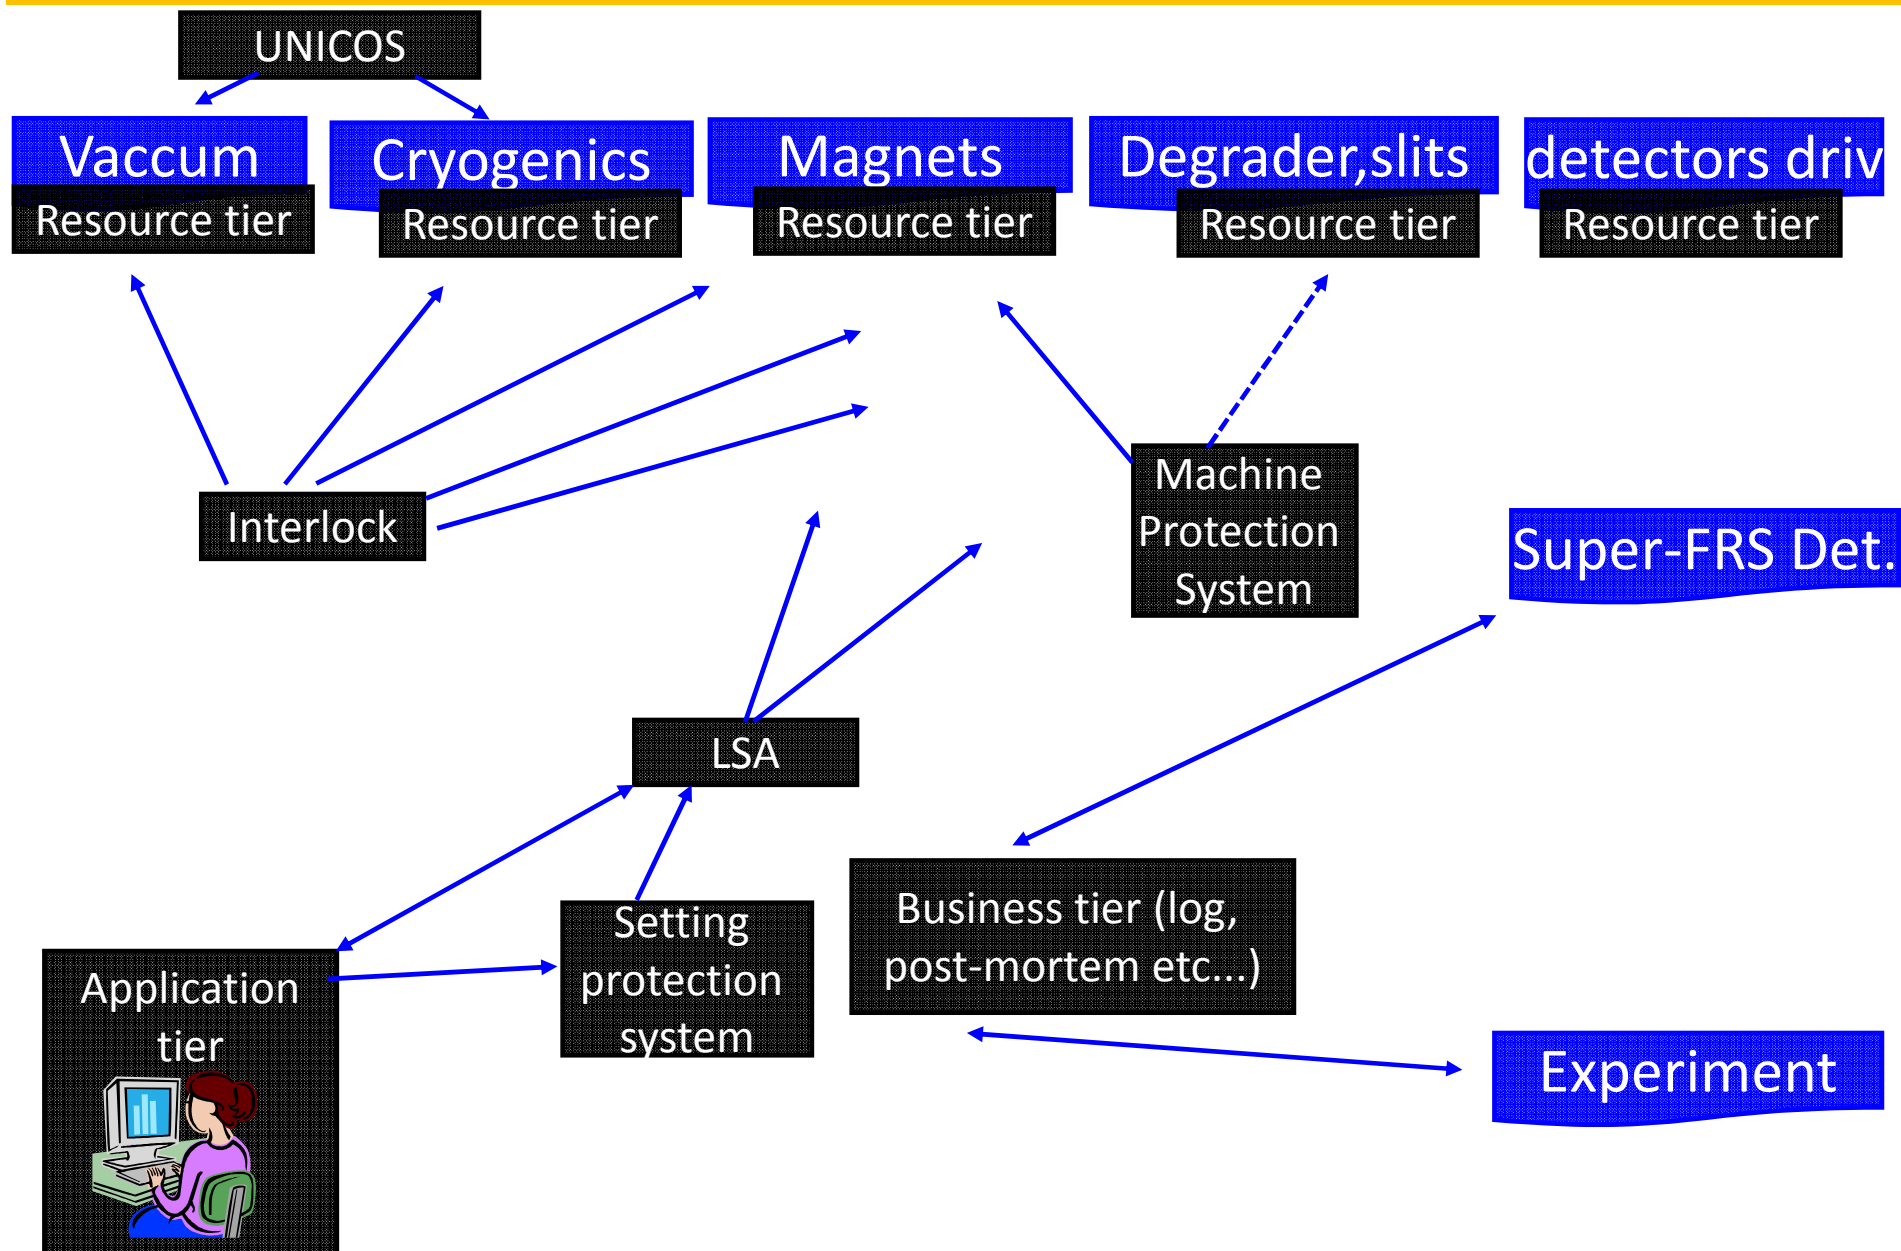 UNICOS
Vaccum
Resource tier
Cryogenics
Resource tier
Magnets
Resource tier
Degrader,slits
Resource tier
detectors driv
Resource tier
Interlock
Machine
Protection
System
Super-FRS Det.
LSA
Setting
protection
system
Business tier (log,
post-mortem etc...)
Application
tier
Experiment